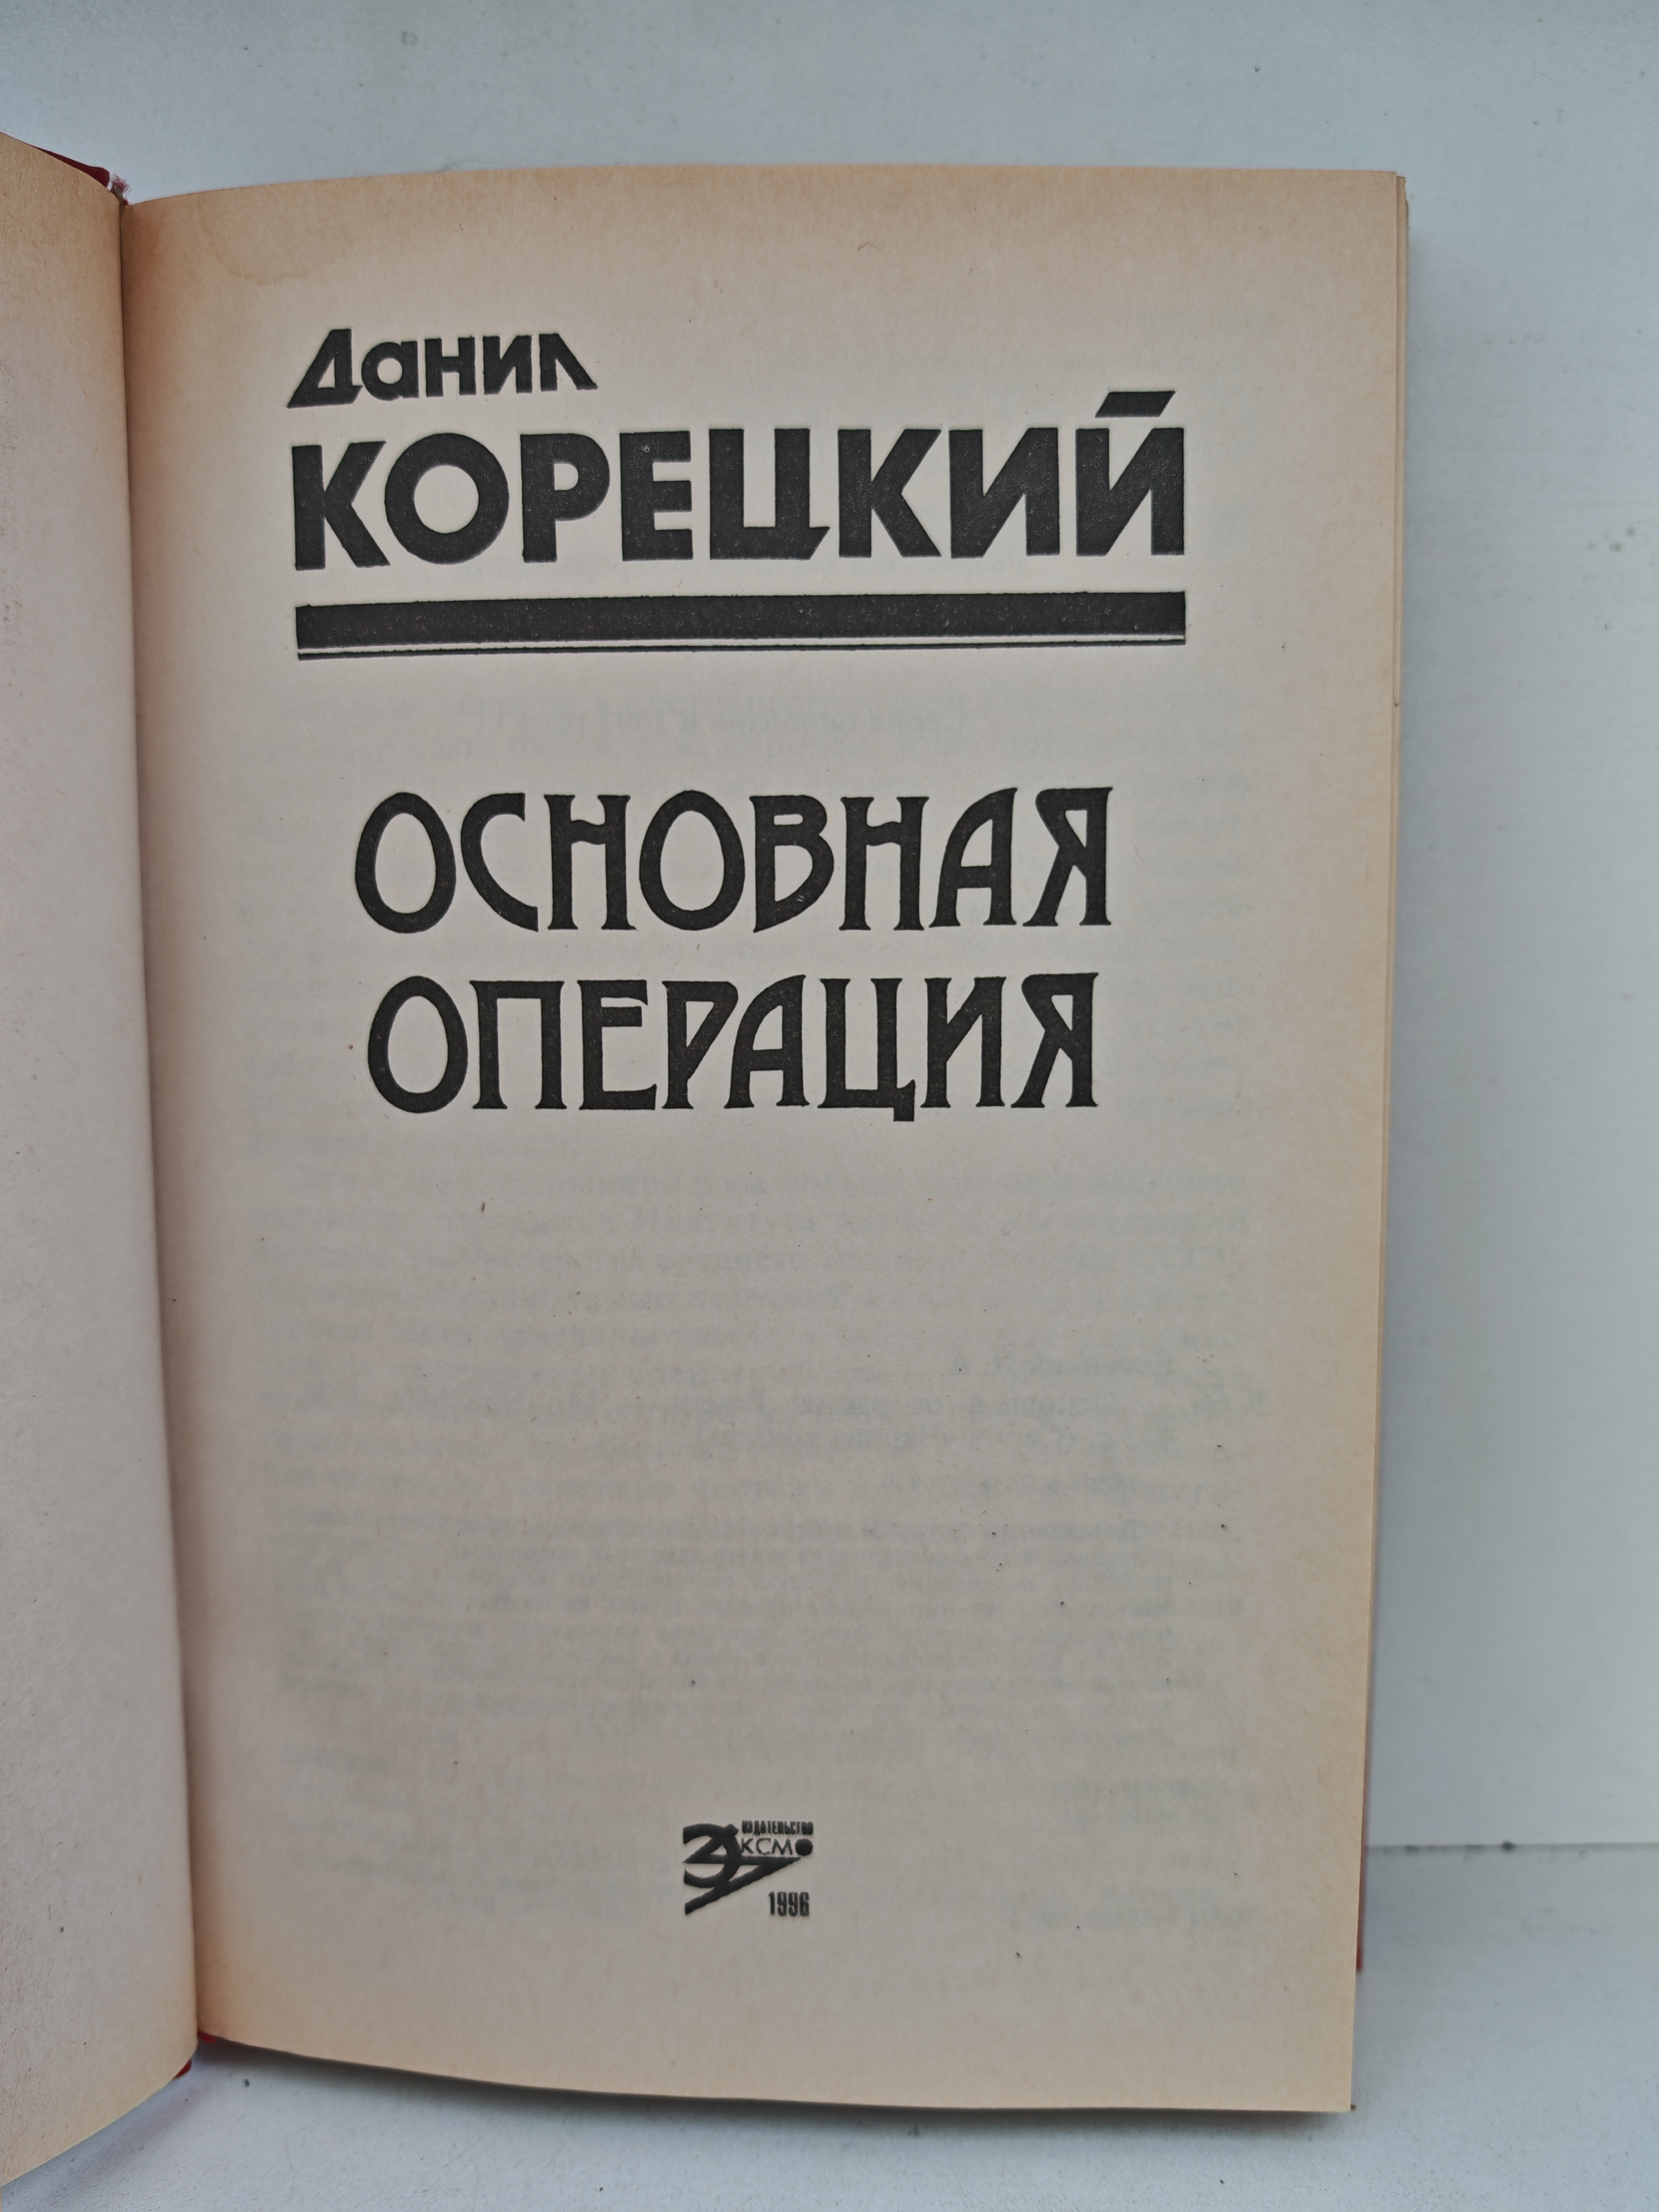 Данил
КОРЕЦКИЙ
ОСНОВНАЯ
ОПЕРАЦИЯ
ИЗДАТЕЛЬСТВО
ЭКСМО
1996